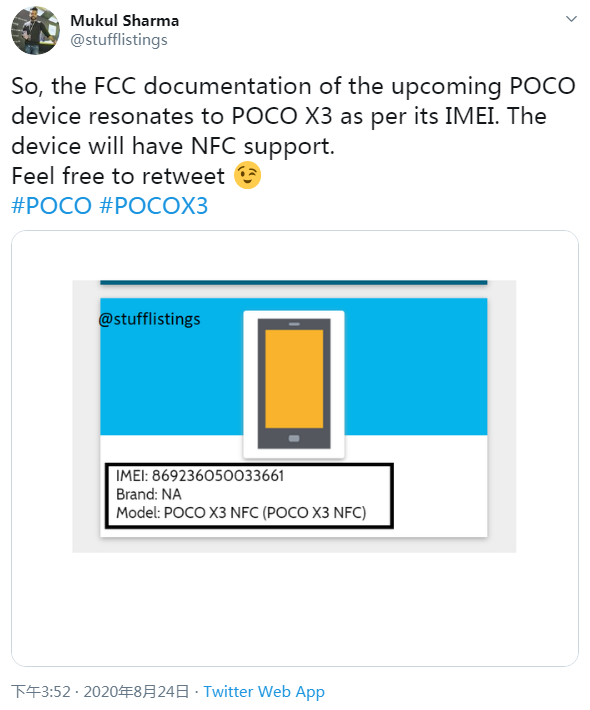 Mukul Sharma
@stufflistings
So, the FCC documentation of the upcoming POCO
device resonates to POCO X3 as per its IMEI. The
device will have NFC support.
Feel free to retweet 😉
#POCO #POCOX3
@stufflistings
IMEI: 869236050033661
Brand: NA
Model: POCO X3 NFC (POCO X3 NFC)
下午3:52 · 2020年8月24日 · Twitter Web App